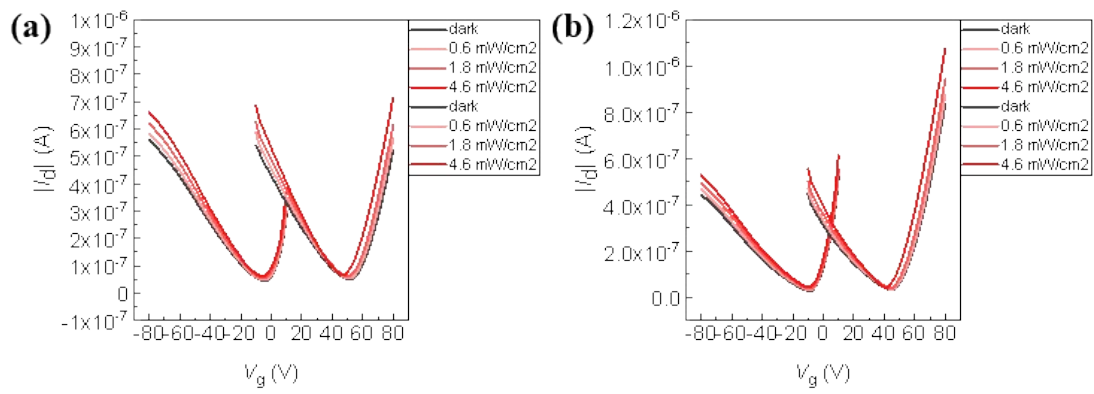 (a)
1x10-6
9x10-7
8x10-7
7x10-7
6x10-7
5x10-7
4x10-7
3x10-7
2x10-7
1x10-7
0
-1x10-7
|Id| (A)
-80 -60 -40 -20 0 20 40 60 80
Vg (V)
dark
0.6 mW/cm2
1.8 mW/cm2
4.6 mW/cm2
dark
0.6 mW/cm2
1.8 mW/cm2
4.6 mW/cm2
(b)
1.2x10-6
1.0x10-6
8.0x10-7
6.0x10-7
4.0x10-7
2.0x10-7
0.0
|Id| (A)
-80 -60 -40 -20 0 20 40 60 80
Vg (V)
dark
0.6 mW/cm2
1.8 mW/cm2
4.6 mW/cm2
dark
0.6 mW/cm2
1.8 mW/cm2
4.6 mW/cm2